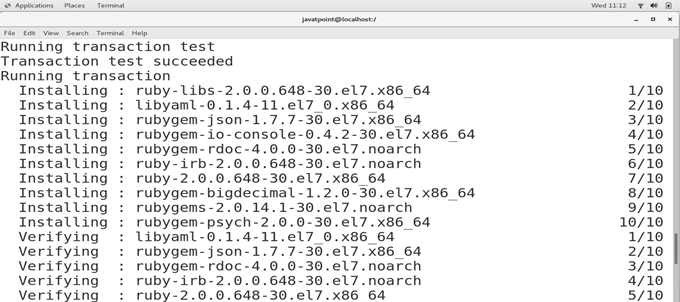 Applications Places Terminal Wed 11:12
javatpoint@localhost:/
File Edit View Search Terminal Help
Running transaction test
Transaction test succeeded
Running transaction
Installing : ruby-libs-2.0.0.648-30.el7.x86_64 1/10
Installing : libyaml-0.1.4-11.el7_0.x86_64 2/10
Installing : rubygem-json-1.7.7-30.el7.x86_64 3/10
Installing : rubygem-io-console-0.4.2-30.el7.x86_64 4/10
Installing : rubygem-rdoc-4.0.0-30.el7.noarch 5/10
Installing : ruby-irb-2.0.0.648-30.el7.noarch 6/10
Installing : ruby-2.0.0.648-30.el7.x86_64 7/10
Installing : rubygem-bigdecimal-1.2.0-30.el7.x86_64 8/10
Installing : rubygems-2.0.14.1-30.el7.noarch 9/10
Installing : rubygem-psych-2.0.0-30.el7.x86_64 10/10
Verifying : libyaml-0.1.4-11.el7_0.x86_64 1/10
Verifying : rubygem-json-1.7.7-30.el7.x86_64 2/10
Verifying : rubygem-rdoc-4.0.0-30.el7.noarch 3/10
Verifying : ruby-irb-2.0.0.648-30.el7.noarch 4/10
Verifying : ruby-2.0.0.648-30.el7.x86_64 5/10